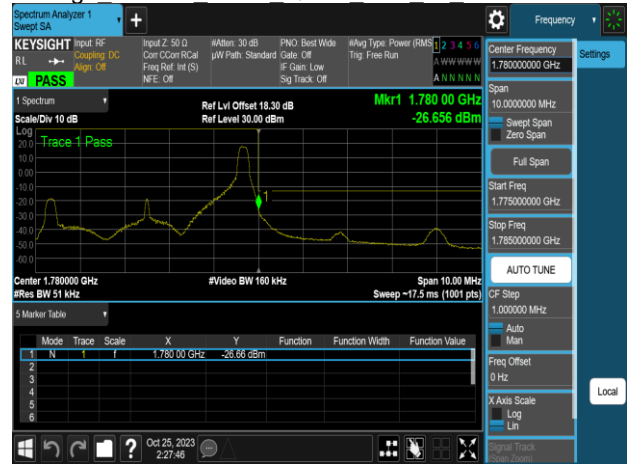 Spectrum Analyzer 1
Swept SA
Frequency
KEYSIGHT
Input: RF
Input Z: 50 Ω
#Atten: 30 dB
PNO: Best Wide
#Avg Type: Power (RMS
1 2 3 4 5 6
RL
Coupling: DC
Corr CCorr RCal
µW Path: Standard
Gate: Off
Trig: Free Run
A W W W W W
Align: Off
Freq Ref: Int (S)
IF Gain: Low
LXI
PASS
NFE: Off
Sig Track: Off
A N N N N N
1 Spectrum
Ref Lvl Offset 18.30 dB
Mkr1 1.780 00 GHz
Scale/Div 10 dB
Ref Level 30.00 dBm
-26.656 dBm
Log
Trace 1 Pass
20.0
10.0
0.00
-10.0
-20.0
-30.0
-40.0
-50.0
-60.0
1
Center 1.780000 GHz
#Video BW 160 kHz
Span 10.00 MHz
#Res BW 51 kHz
Sweep ~17.5 ms (1001 pts)
5 Marker Table
Mode Trace Scale X Y Function Function Width Function Value
1 N 1 f 1.780 00 GHz -26.66 dBm
2
3
4
5
6
Oct 25, 2023
2:27:46
Center Frequency
1.780000000 GHz
Settings
Span
10.0000000 MHz
Swept Span
Zero Span
Full Span
Start Freq
1.775000000 GHz
Stop Freq
1.785000000 GHz
AUTO TUNE
CF Step
1.000000 MHz
Auto
Man
Freq Offset
0 Hz
X Axis Scale
Log
Lin
Local
Signal Track
(Span Zoom)